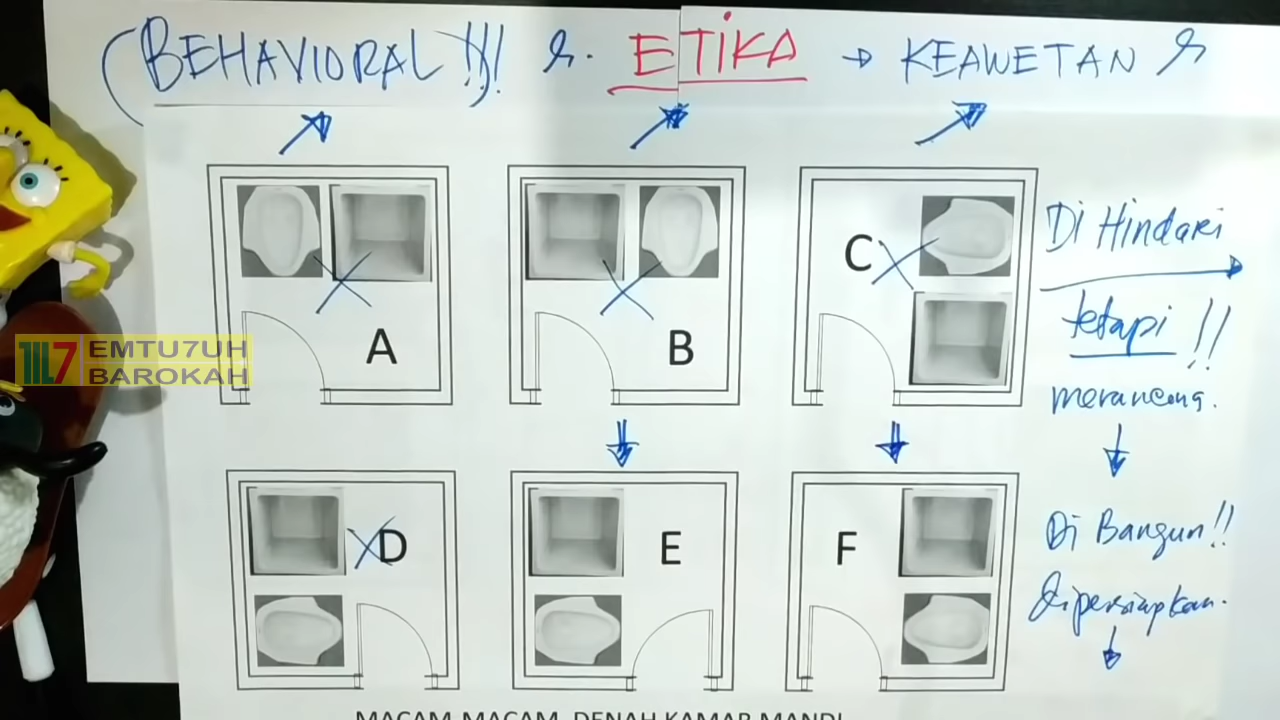 (BEHAVIORAL)!!! &. ETIKA → KEAWETAN &
A B C
Di Hindari
tetapi !!
merancang.
D E F
Di Bangun!!
dipersiapkan.
EMTU7UH
BAROKAH
MACAM-MACAM DENAH KAMAR MANDI